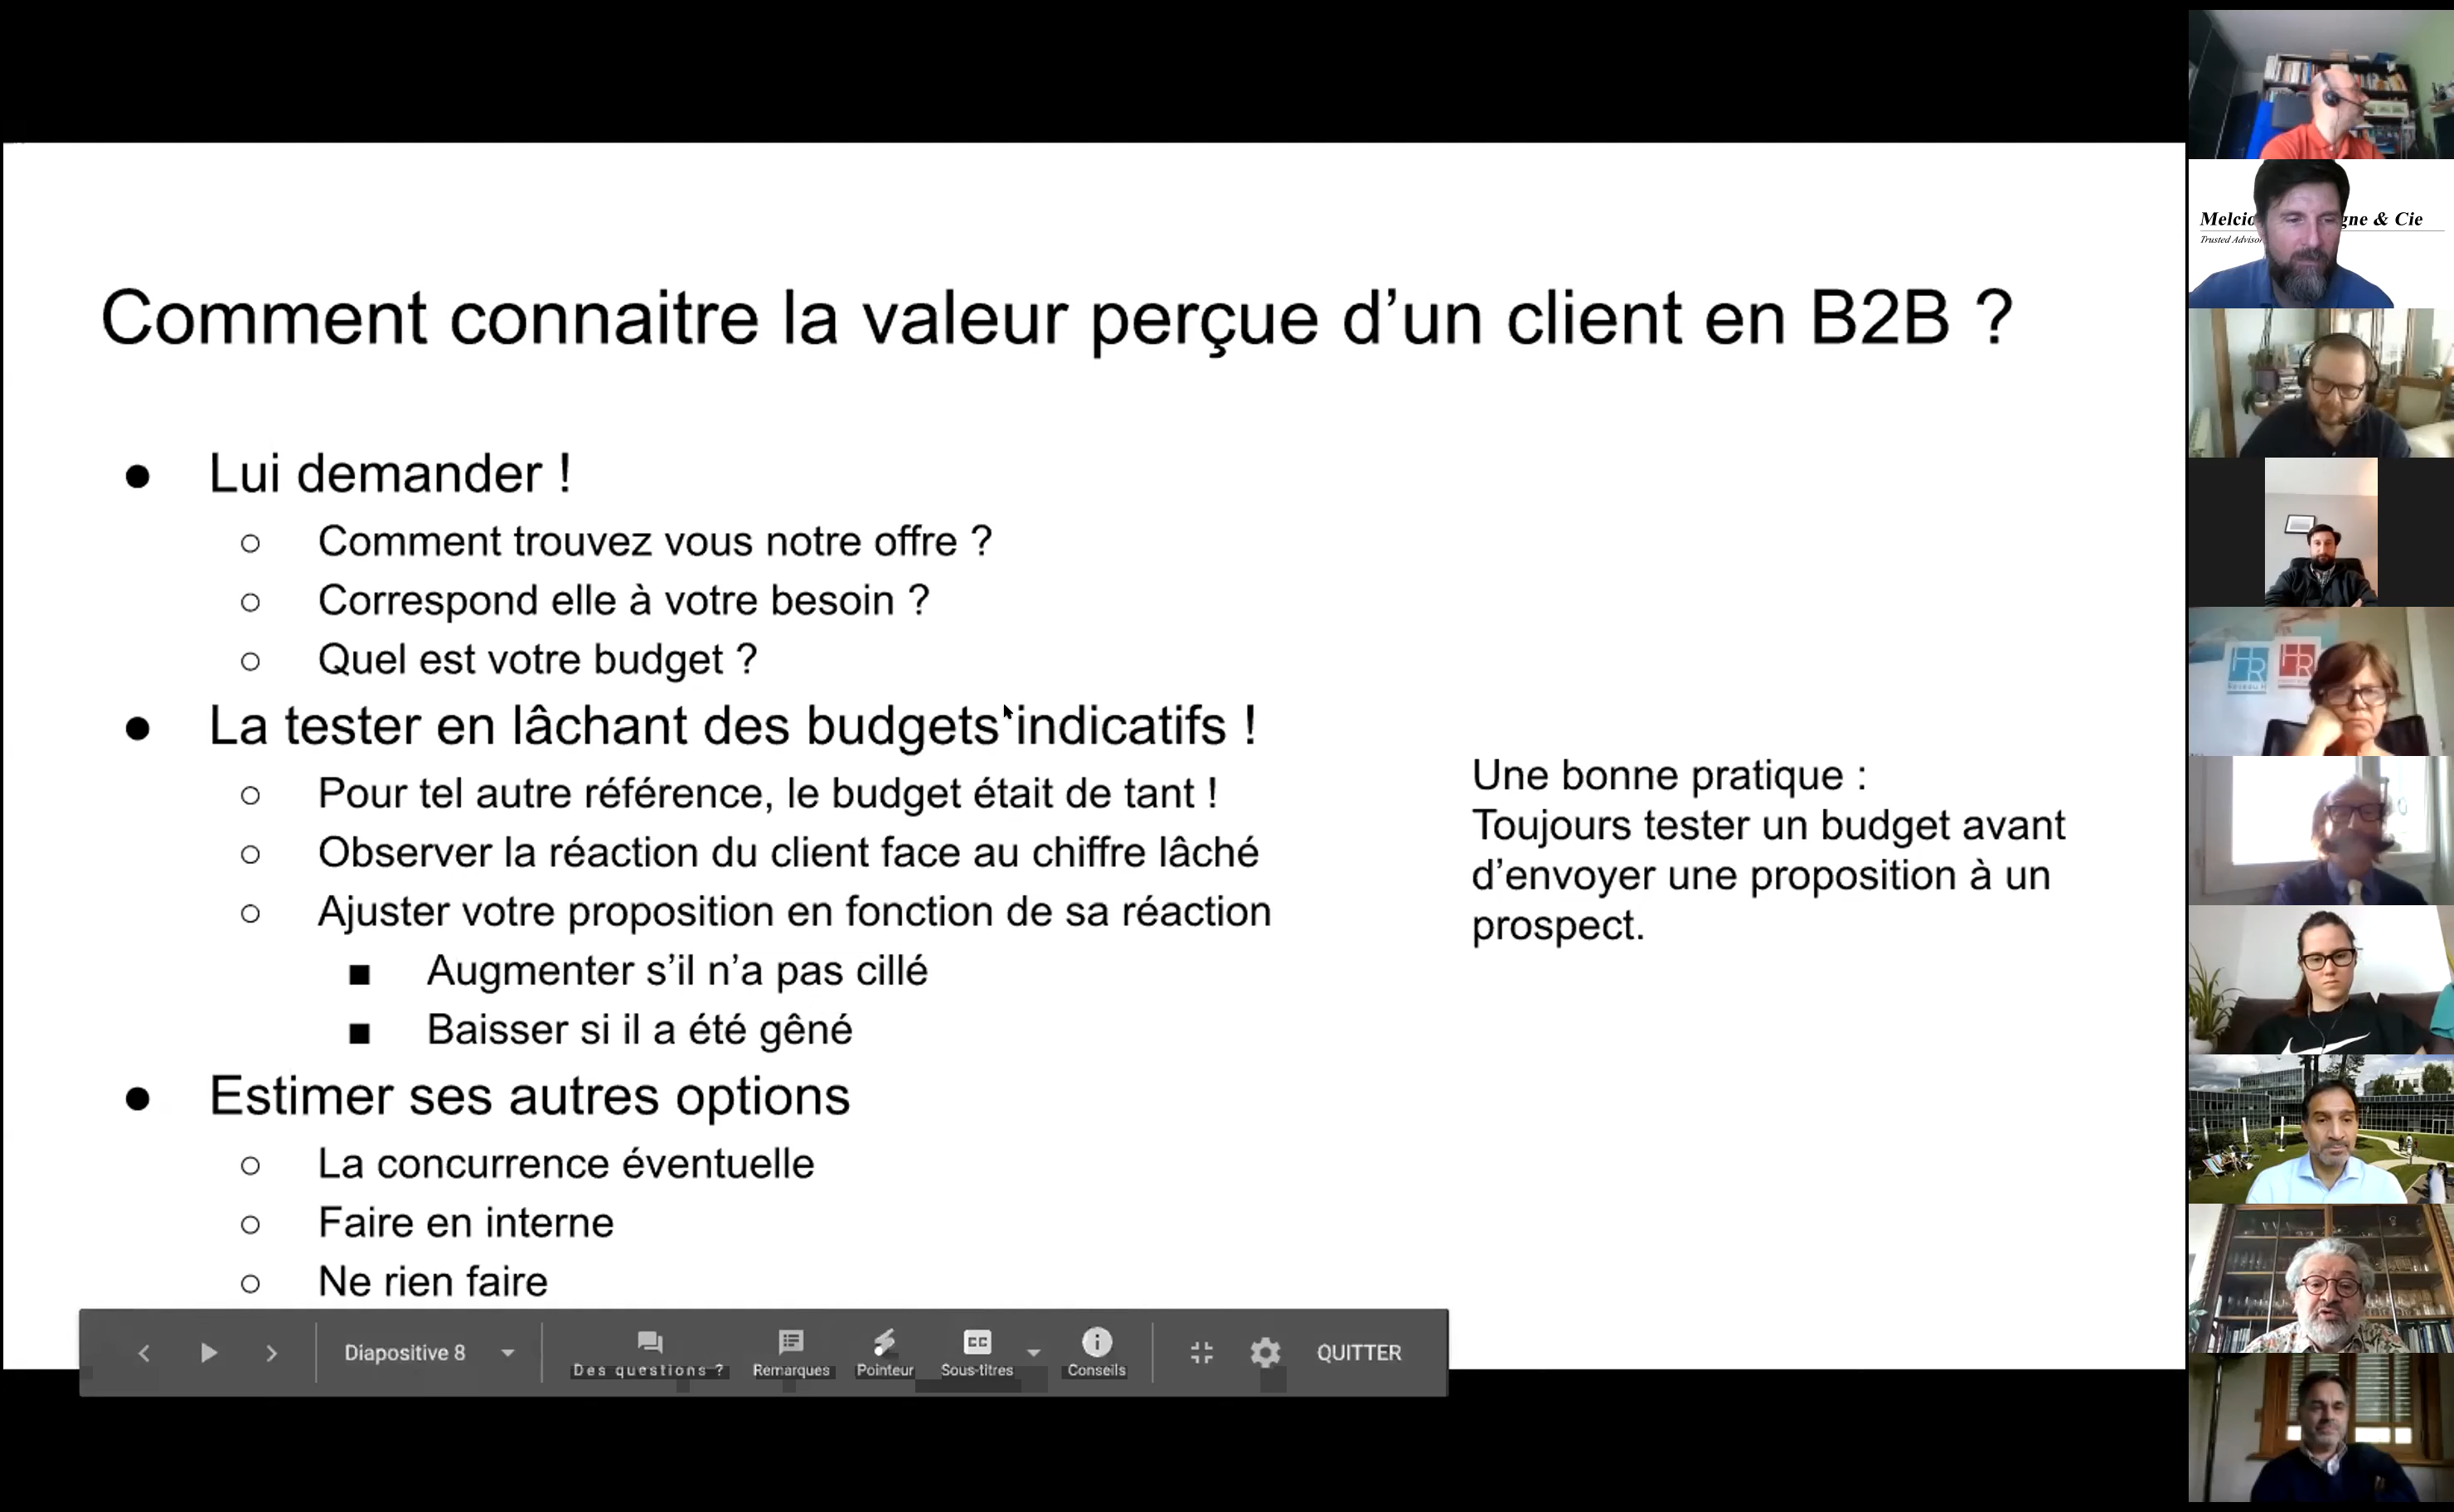 Comment connaitre la valeur perçue d’un client en B2B ?
● Lui demander !
○ Comment trouvez vous notre offre ?
○ Correspond elle à votre besoin ?
○ Quel est votre budget ?
● La tester en lâchant des budgets indicatifs !
○ Pour tel autre référence, le budget était de tant !
○ Observer la réaction du client face au chiffre lâché
○ Ajuster votre proposition en fonction de sa réaction
■ Augmenter s’il n’a pas cillé
■ Baisser si il a été gêné
● Estimer ses autres options
○ La concurrence éventuelle
○ Faire en interne
○ Ne rien faire
Une bonne pratique :
Toujours tester un budget avant
d’envoyer une proposition à un
prospect.
Diapositive 8
Des questions ?
Remarques
Pointeur
CC
Sous-titres
Conseils
QUITTER
& Cie
Trusted
HR HR